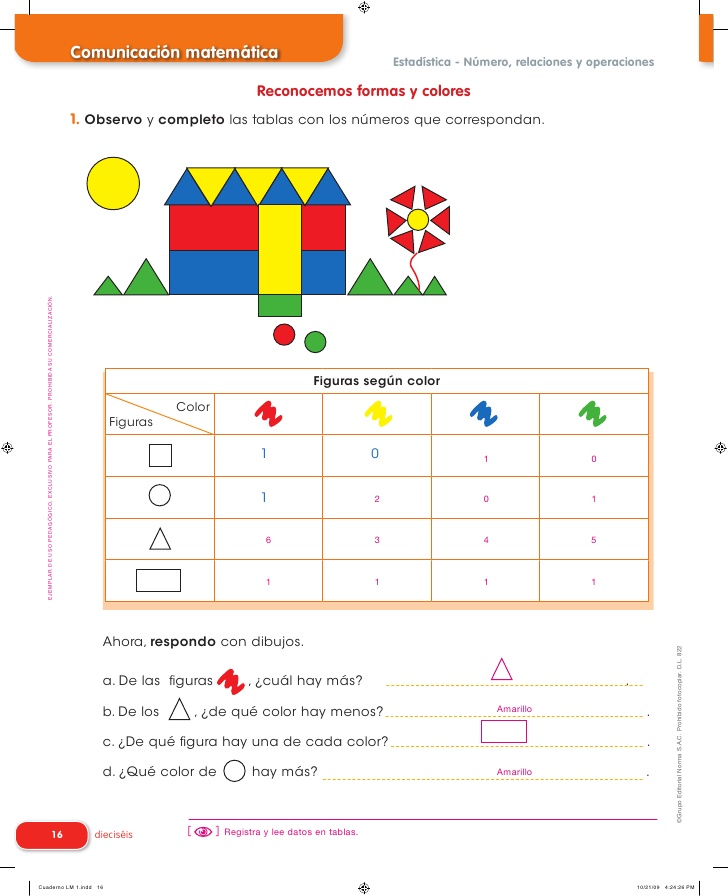 Comunicación matemática
Estadística - Número, relaciones y operaciones
Reconocemos formas y colores
1. Observo y completo las tablas con los números que correspondan.
EJEMPLAR DE USO PEDAGÓGICO, EXCLUSIVO PARA EL PROFESOR. PROHIBIDA SU COMERCIALIZACIÓN.
Figuras según color
Color
Figuras
1 0 1 0
1 2 0 1
6 3 4 5
1 1 1 1
Ahora, respondo con dibujos.
a. De las figuras , ¿cuál hay más? .
b. De los , ¿de qué color hay menos? Amarillo .
c. ¿De qué figura hay una de cada color? .
d. ¿Qué color de hay más? Amarillo .
©Grupo Editorial Norma S.A.C. Prohibido fotocopiar. D.L. 822
16 dieciséis
[ ] Registra y lee datos en tablas.
Cuaderno LM 1.indd 16
10/21/09 4:24:26 PM